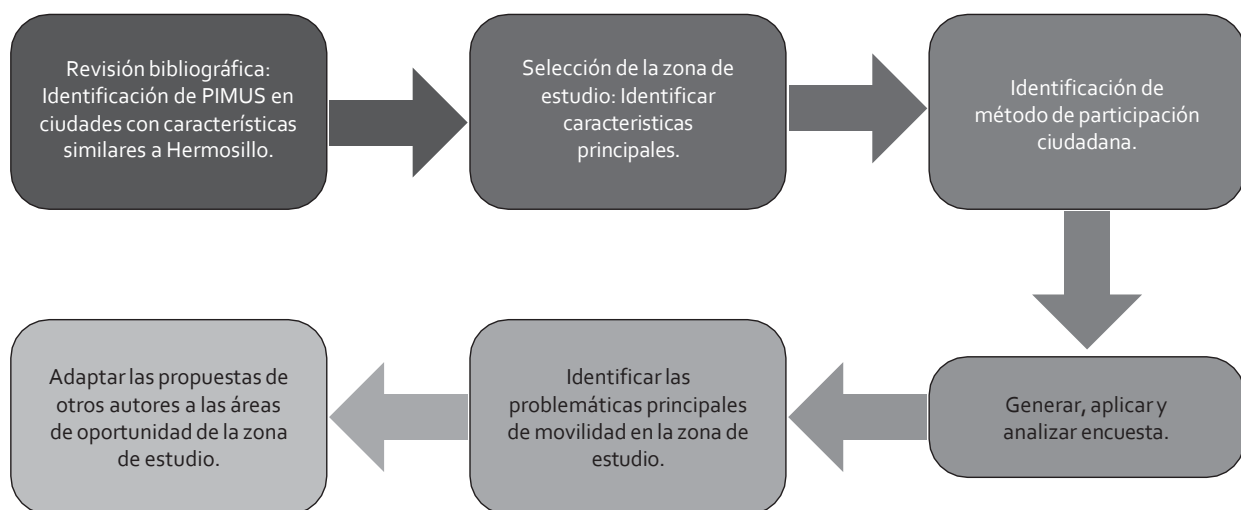 Revisión bibliográfica:
Identificación de PIMUS en
ciudades con características
similares a Hermosillo.
Selección de la zona de
estudio: Identificar
caracteristicas
principales.
Identificación de
método de participación
ciudadana.
Generar, aplicar y
analizar encuesta.
Identificar las
problemáticas principales
de movilidad en la zona de
estudio.
Adaptar las propuestas de
otros autores a las áreas
de oportunidad de la zona
de estudio.